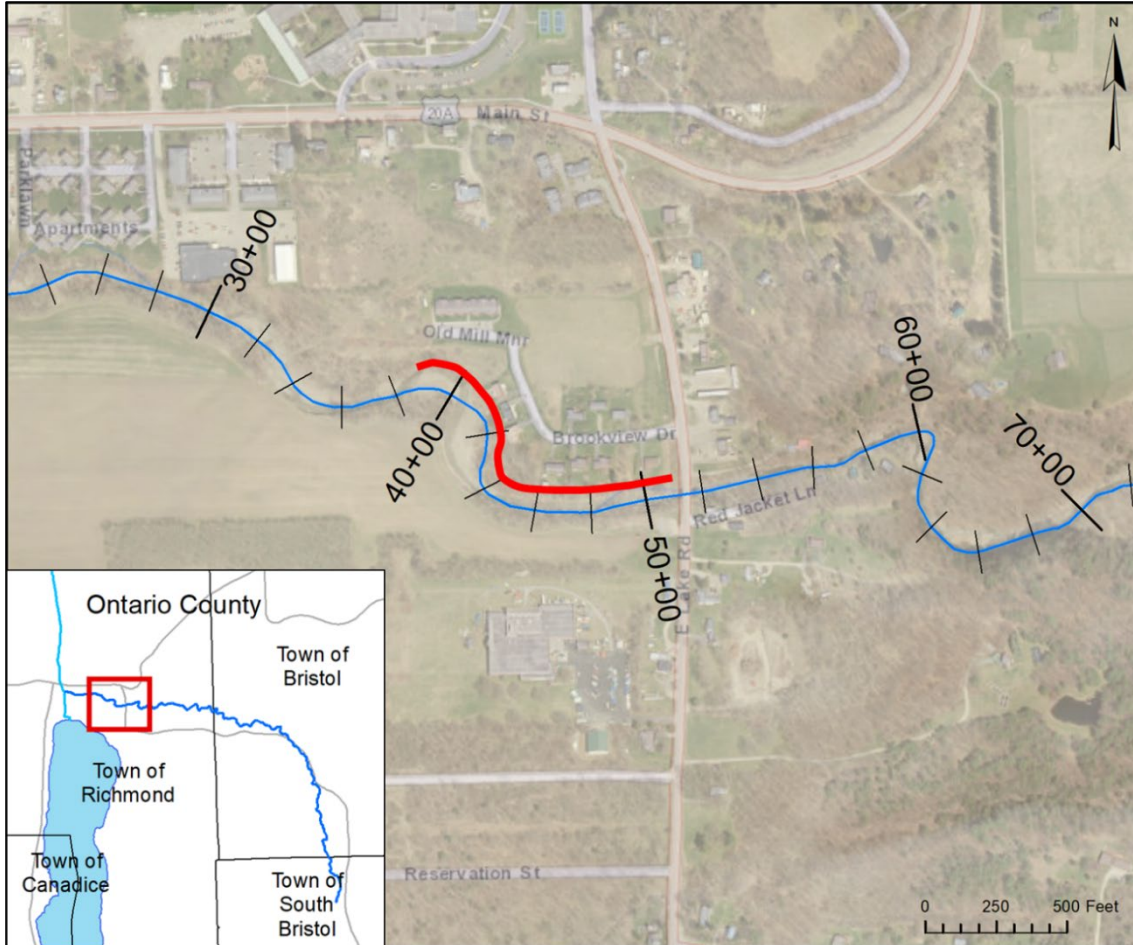 N
20A
Main St
Parklawn
Apartments
30+00
Old Mill Mnr
60+00
40+00
Brookview Dr
70+00
Red Jacket Ln
50+00
E Lake Rd
Ontario County
Town of
Bristol
Town of
Richmond
Town of
Canadice
Town of
South
Bristol
Reservation St
0 250 500 Feet